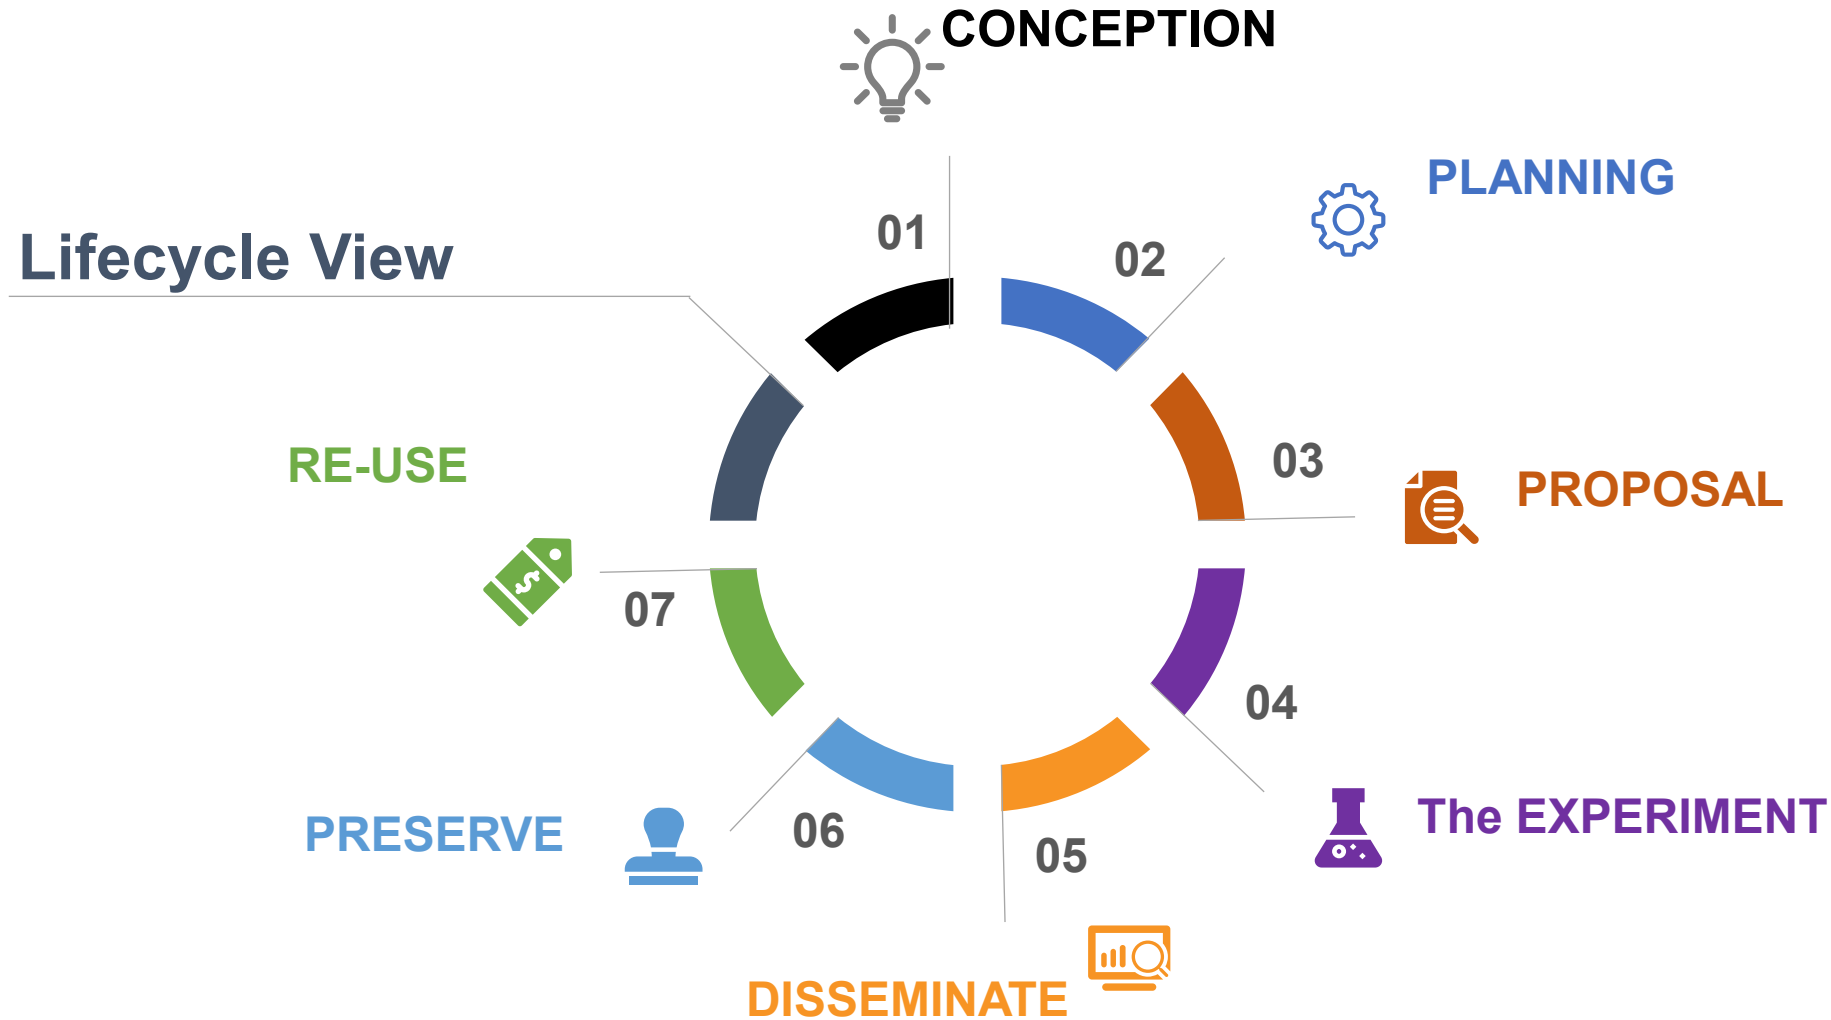 CONCEPTION
PLANNING
01
02
Lifecycle View
RE-USE
03
PROPOSAL
$
07
04
The EXPERIMENT
PRESERVE
06
05
DISSEMINATE